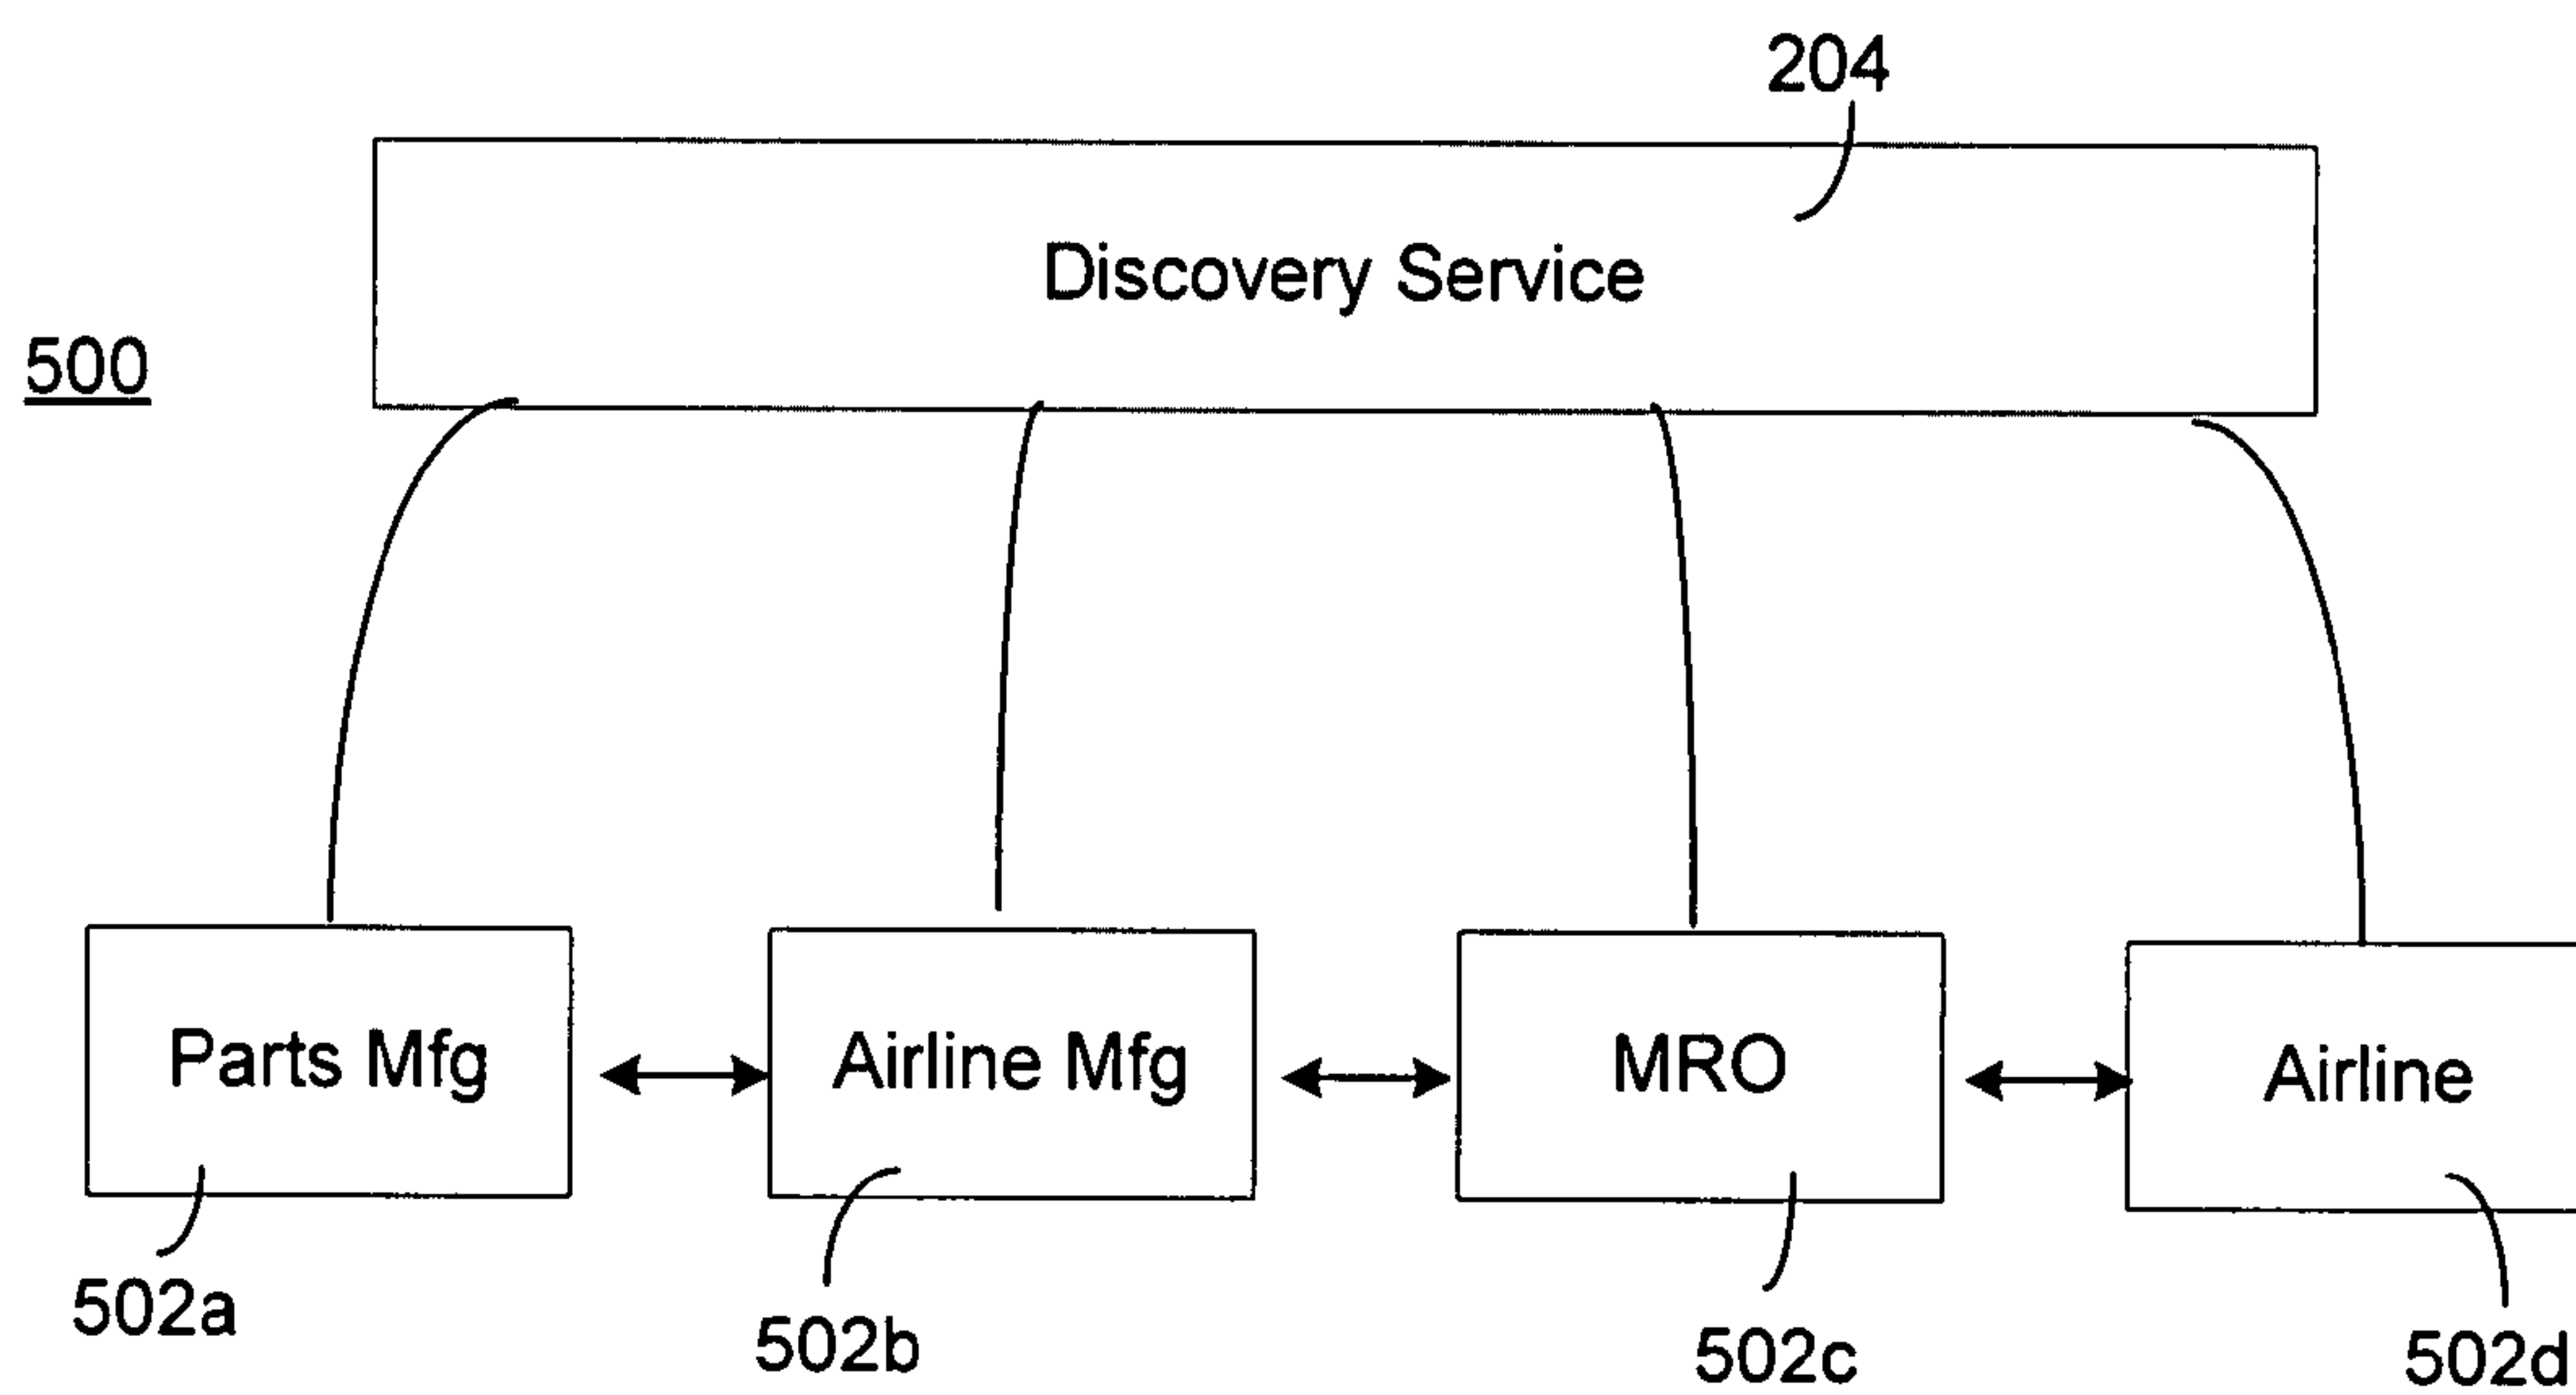 204
Discovery Service
500
Parts Mfg
Airline Mfg
MRO
Airline
502a
502b
502c
502d